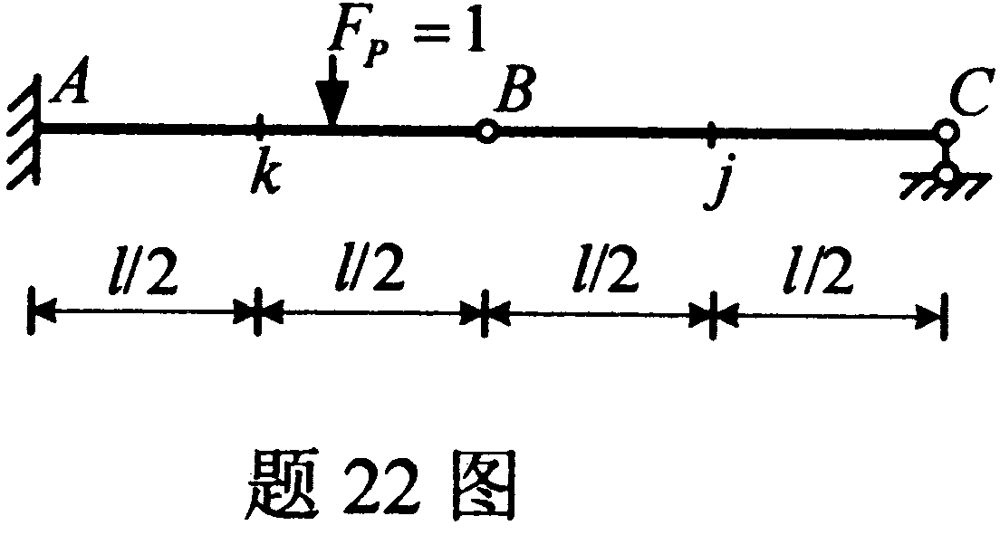 F_P = 1
A B C
k j
l/2 l/2 l/2 l/2
题 22 图